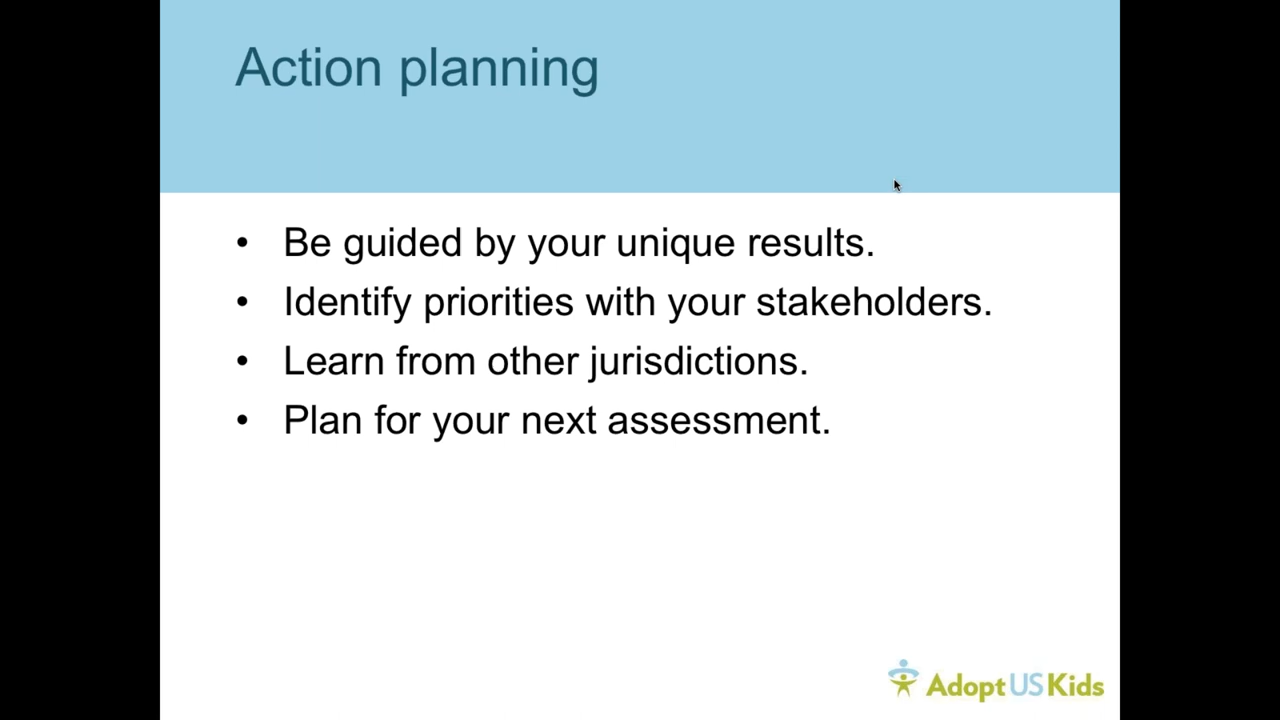 Action planning
• Be guided by your unique results.
• Identify priorities with your stakeholders.
• Learn from other jurisdictions.
• Plan for your next assessment.
AdoptUSKids